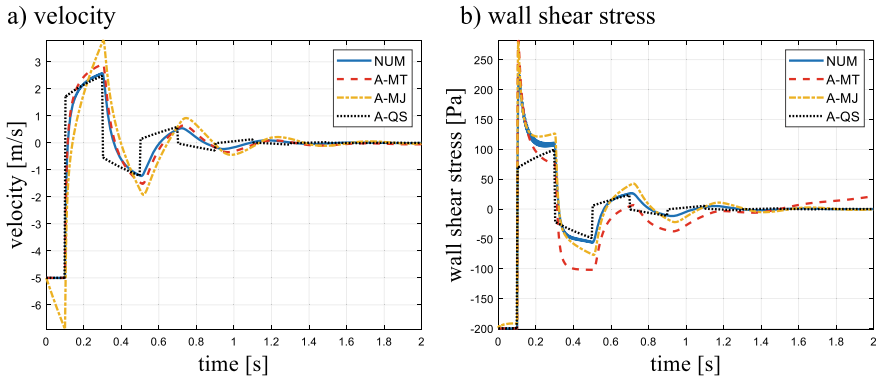 a) velocity
3
2
1
0
-1
-2
-3
-4
-5
-6
velocity [m/s]
NUM
A-MT
A-MJ
A-QS
0 0.2 0.4 0.6 0.8 1 1.2 1.4 1.6 1.8 2
time [s]
b) wall shear stress
250
200
150
100
50
0
-50
-100
-150
-200
wall shear stress [Pa]
NUM
A-MT
A-MJ
A-QS
0 0.2 0.4 0.6 0.8 1 1.2 1.4 1.6 1.8 2
time [s]